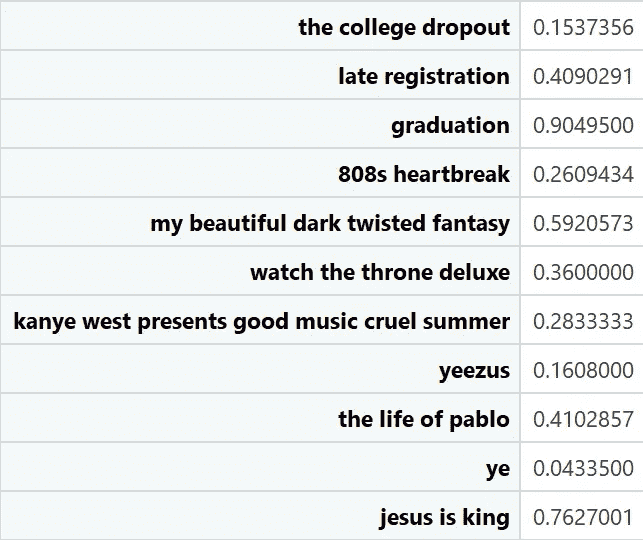 the college dropout 0.1537356
late registration 0.4090291
graduation 0.9049500
808s heartbreak 0.2609434
my beautiful dark twisted fantasy 0.5920573
watch the throne deluxe 0.3600000
kanye west presents good music cruel summer 0.2833333
yeezus 0.1608000
the life of pablo 0.4102857
ye 0.0433500
jesus is king 0.7627001